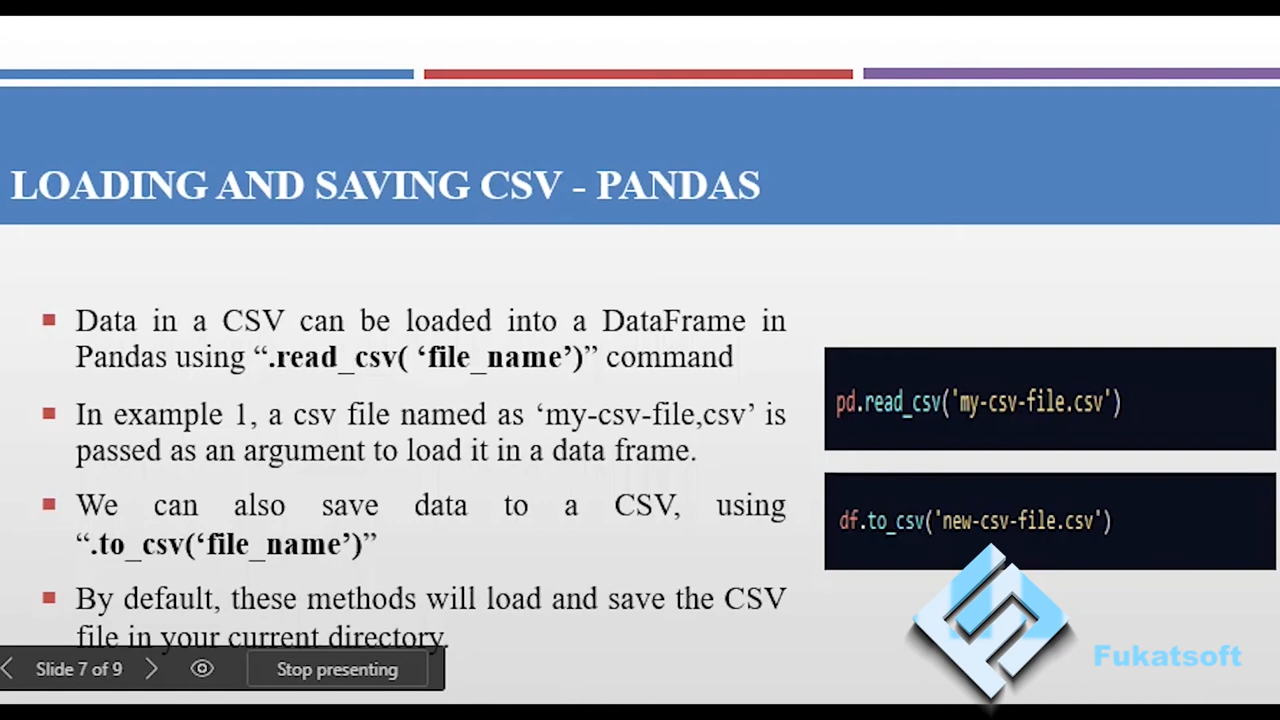 LOADING AND SAVING CSV - PANDAS
Data in a CSV can be loaded into a DataFrame in
Pandas using “.read_csv( ‘file_name’)” command
In example 1, a csv file named as ‘my-csv-file,csv’ is
passed as an argument to load it in a data frame.
We can also save data to a CSV, using
“.to_csv(‘file_name’)”
By default, these methods will load and save the CSV
file in your current directory.
pd.read_csv('my-csv-file.csv')
df.to_csv('new-csv-file.csv')
Fukatsoft
Slide 7 of 9
Stop presenting